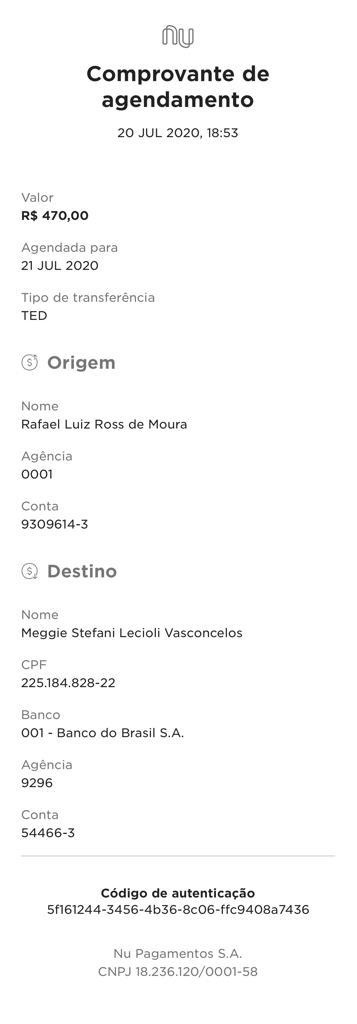 nu
Comprovante de
agendamento
20 JUL 2020, 18:53
Valor
R$ 470,00
Agendada para
21 JUL 2020
Tipo de transferência
TED
Origem
Nome
Rafael Luiz Ross de Moura
Agência
0001
Conta
9309614-3
Destino
Nome
Meggie Stefani Lecioli Vasconcelos
CPF
225.184.828-22
Banco
001 - Banco do Brasil S.A.
Agência
9296
Conta
54466-3
Código de autenticação
5f161244-3456-4b36-8c06-ffc9408a7436
Nu Pagamentos S.A.
CNPJ 18.236.120/0001-58